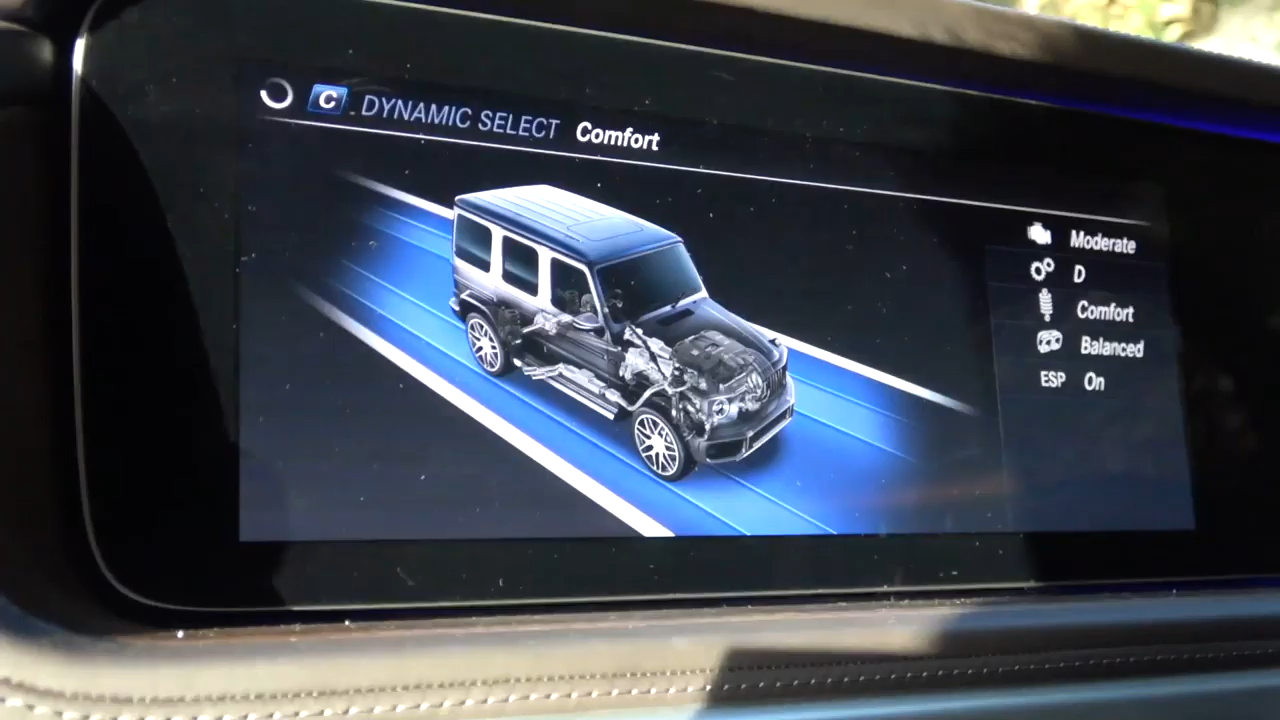 C DYNAMIC SELECT Comfort
Moderate
D
Comfort
Balanced
ESP On